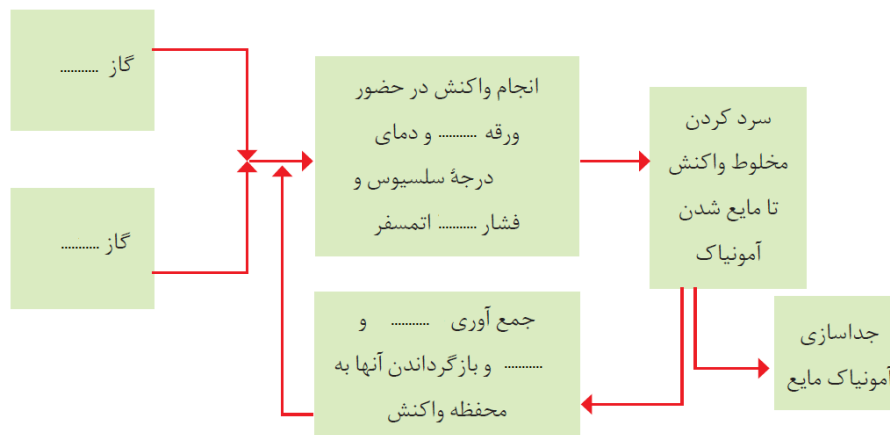 گاز ...........
گاز ...........
انجام واکنش در حضور
ورقه .......... و دمای
درجهٔ سلسیوس و
فشار .......... اتمسفر
سرد کردن
مخلوط واکنش
تا مایع شدن
آمونیاک
جمع آوری .......... و
.......... و بازگرداندن آنها به
محفظه واکنش
جداسازی
آمونیاک مایع